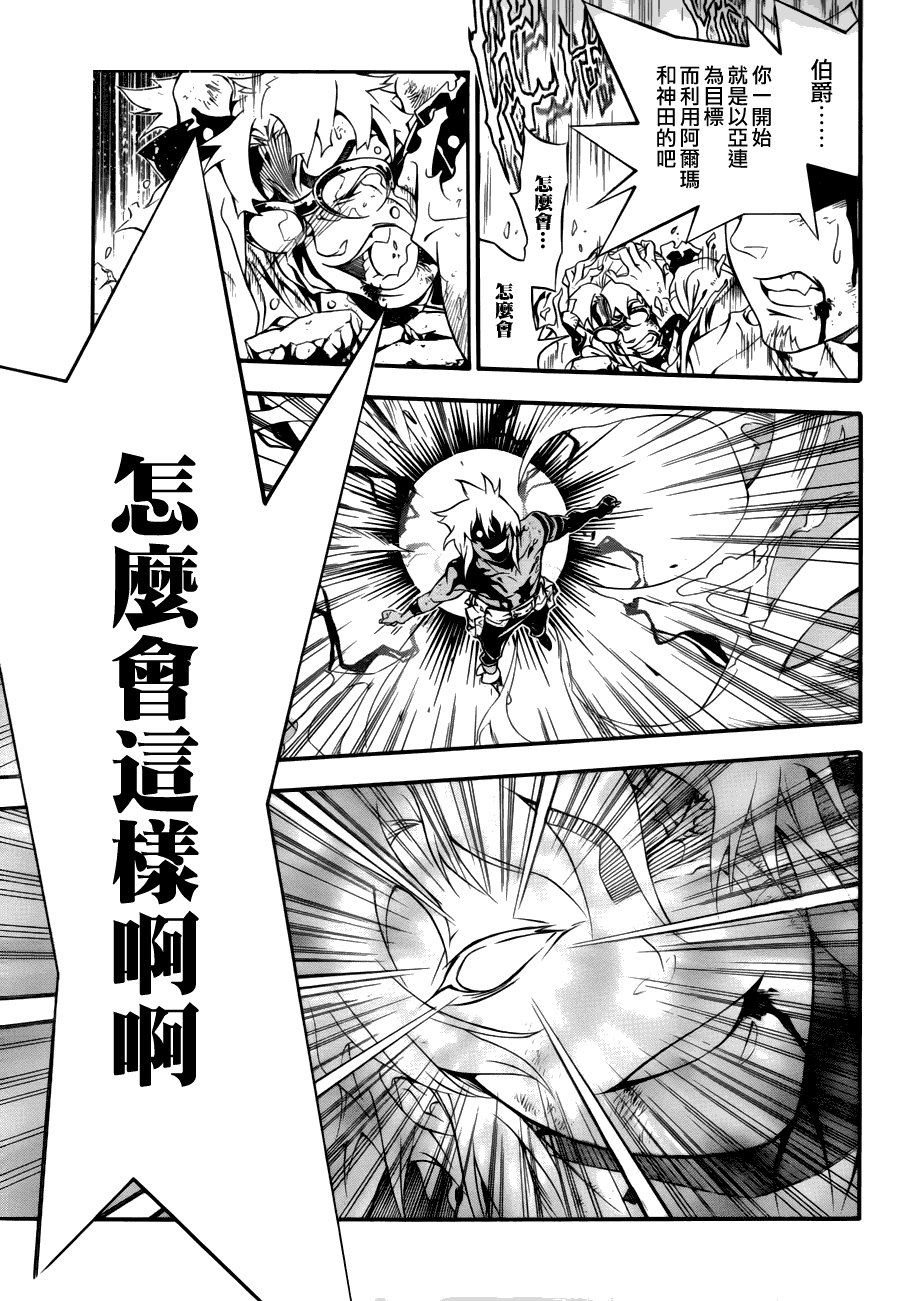 伯爵……
你一開始
就是以亞連
為目標
而利用阿爾瑪
和神田的吧
怎麼會…
怎麼會
怎麼會這樣啊啊